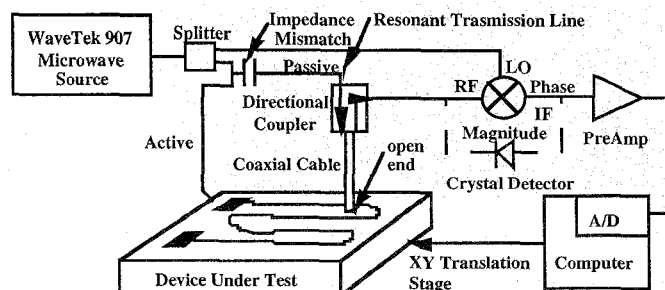 WaveTek 907
Microwave
Source
Splitter
Impedance
Mismatch
Resonant Trasmission Line
Passive
Directional
Coupler
Active
Coaxial Cable
open
end
RF
LO
Phase
IF
Magnitude
Crystal Detector
PreAmp
A/D
Computer
XY Translation
Stage
Device Under Test